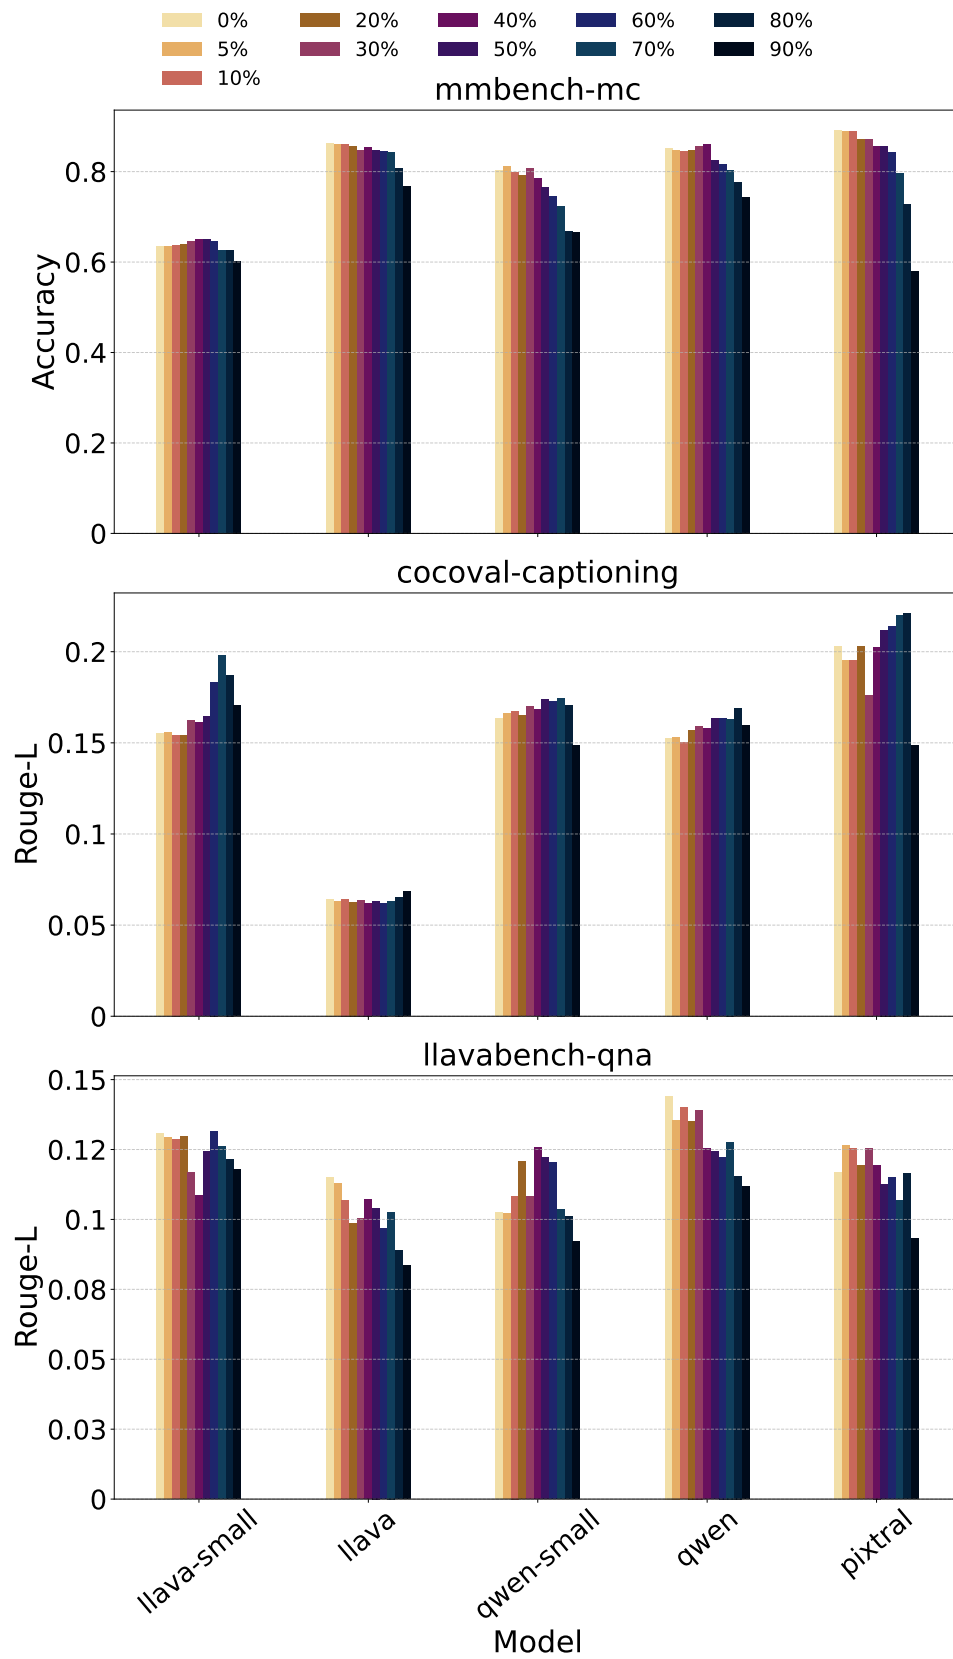 0% 20% 40% 60% 80%
5% 30% 50% 70% 90%
10%
mmbench-mc
Accuracy
0.8
0.6
0.4
0.2
0
cocoval-captioning
Rouge-L
0.2
0.15
0.1
0.05
0
llavabench-qna
Rouge-L
0.15
0.12
0.1
0.08
0.05
0.03
0
llava-small llava qwen-small qwen pixtral
Model